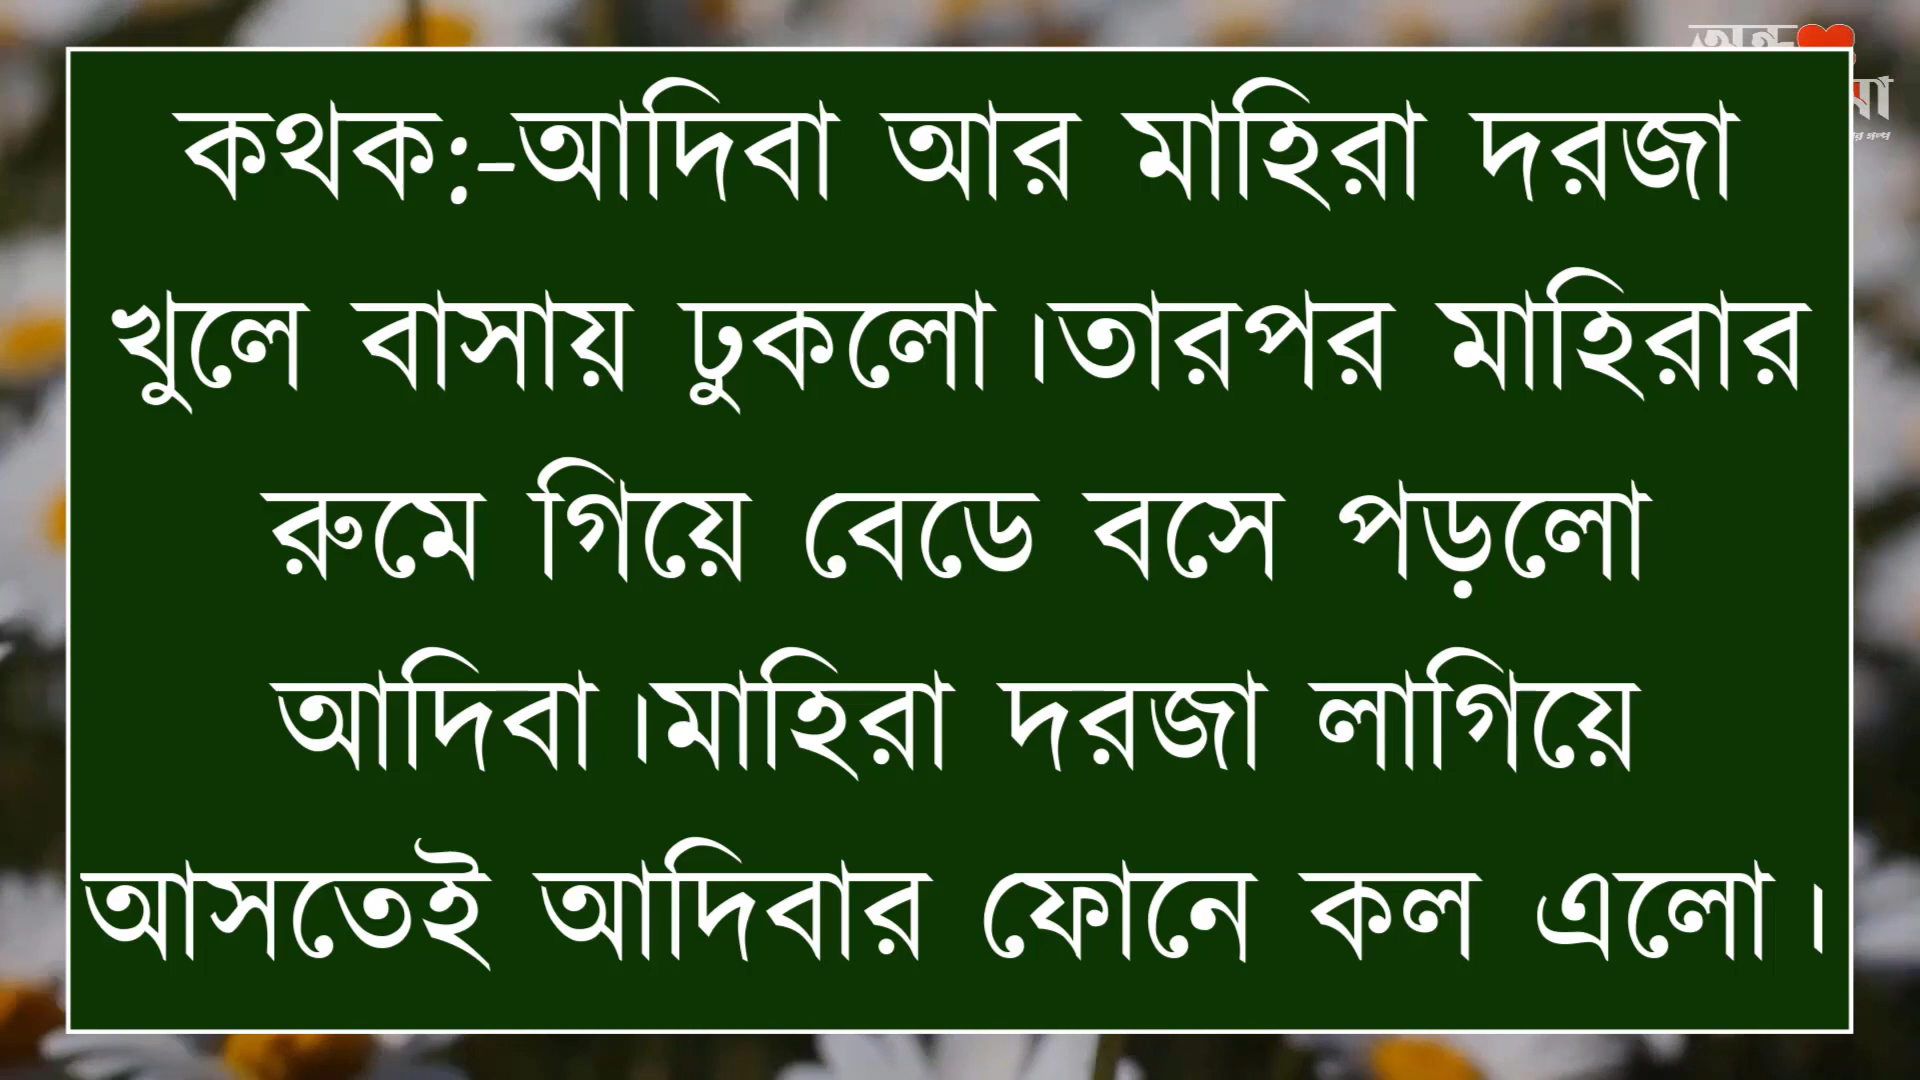 কথক:-আদিবা আর মাহিরা দরজা
খুলে বাসায় ঢুকলো।তারপর মাহিরার
রুমে গিয়ে বেডে বসে পড়লো
আদিবা।মাহিরা দরজা লাগিয়ে
আসতেই আদিবার ফোনে কল এলো।